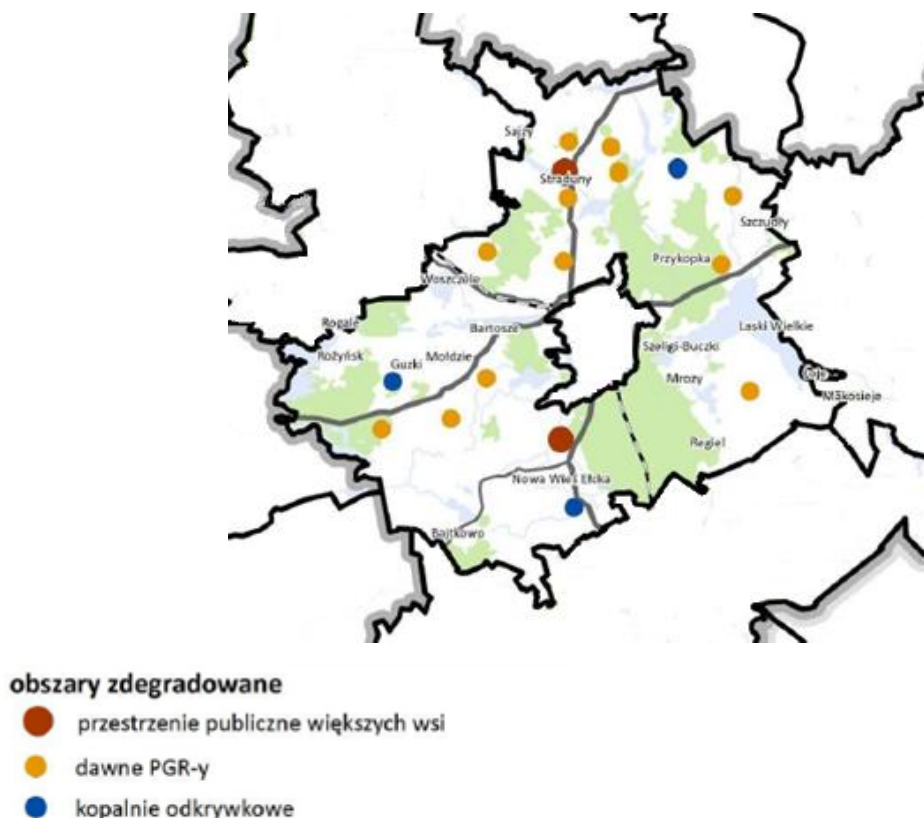 Sajzy
Straduny
Szczudły
Przykopka
Woszczele
Rogale
Bartosze
Laski Wielkie
Rożyńsk
Mołdzie
Szeligi-Buczki
Guzki
Mrozy
Makosieje
Regiel
Nowa Wieś Ełcka
Bajtkowo
obszary zdegradowane
przestrzenie publiczne większych wsi
dawne PGR-y
kopalnie odkrywkowe